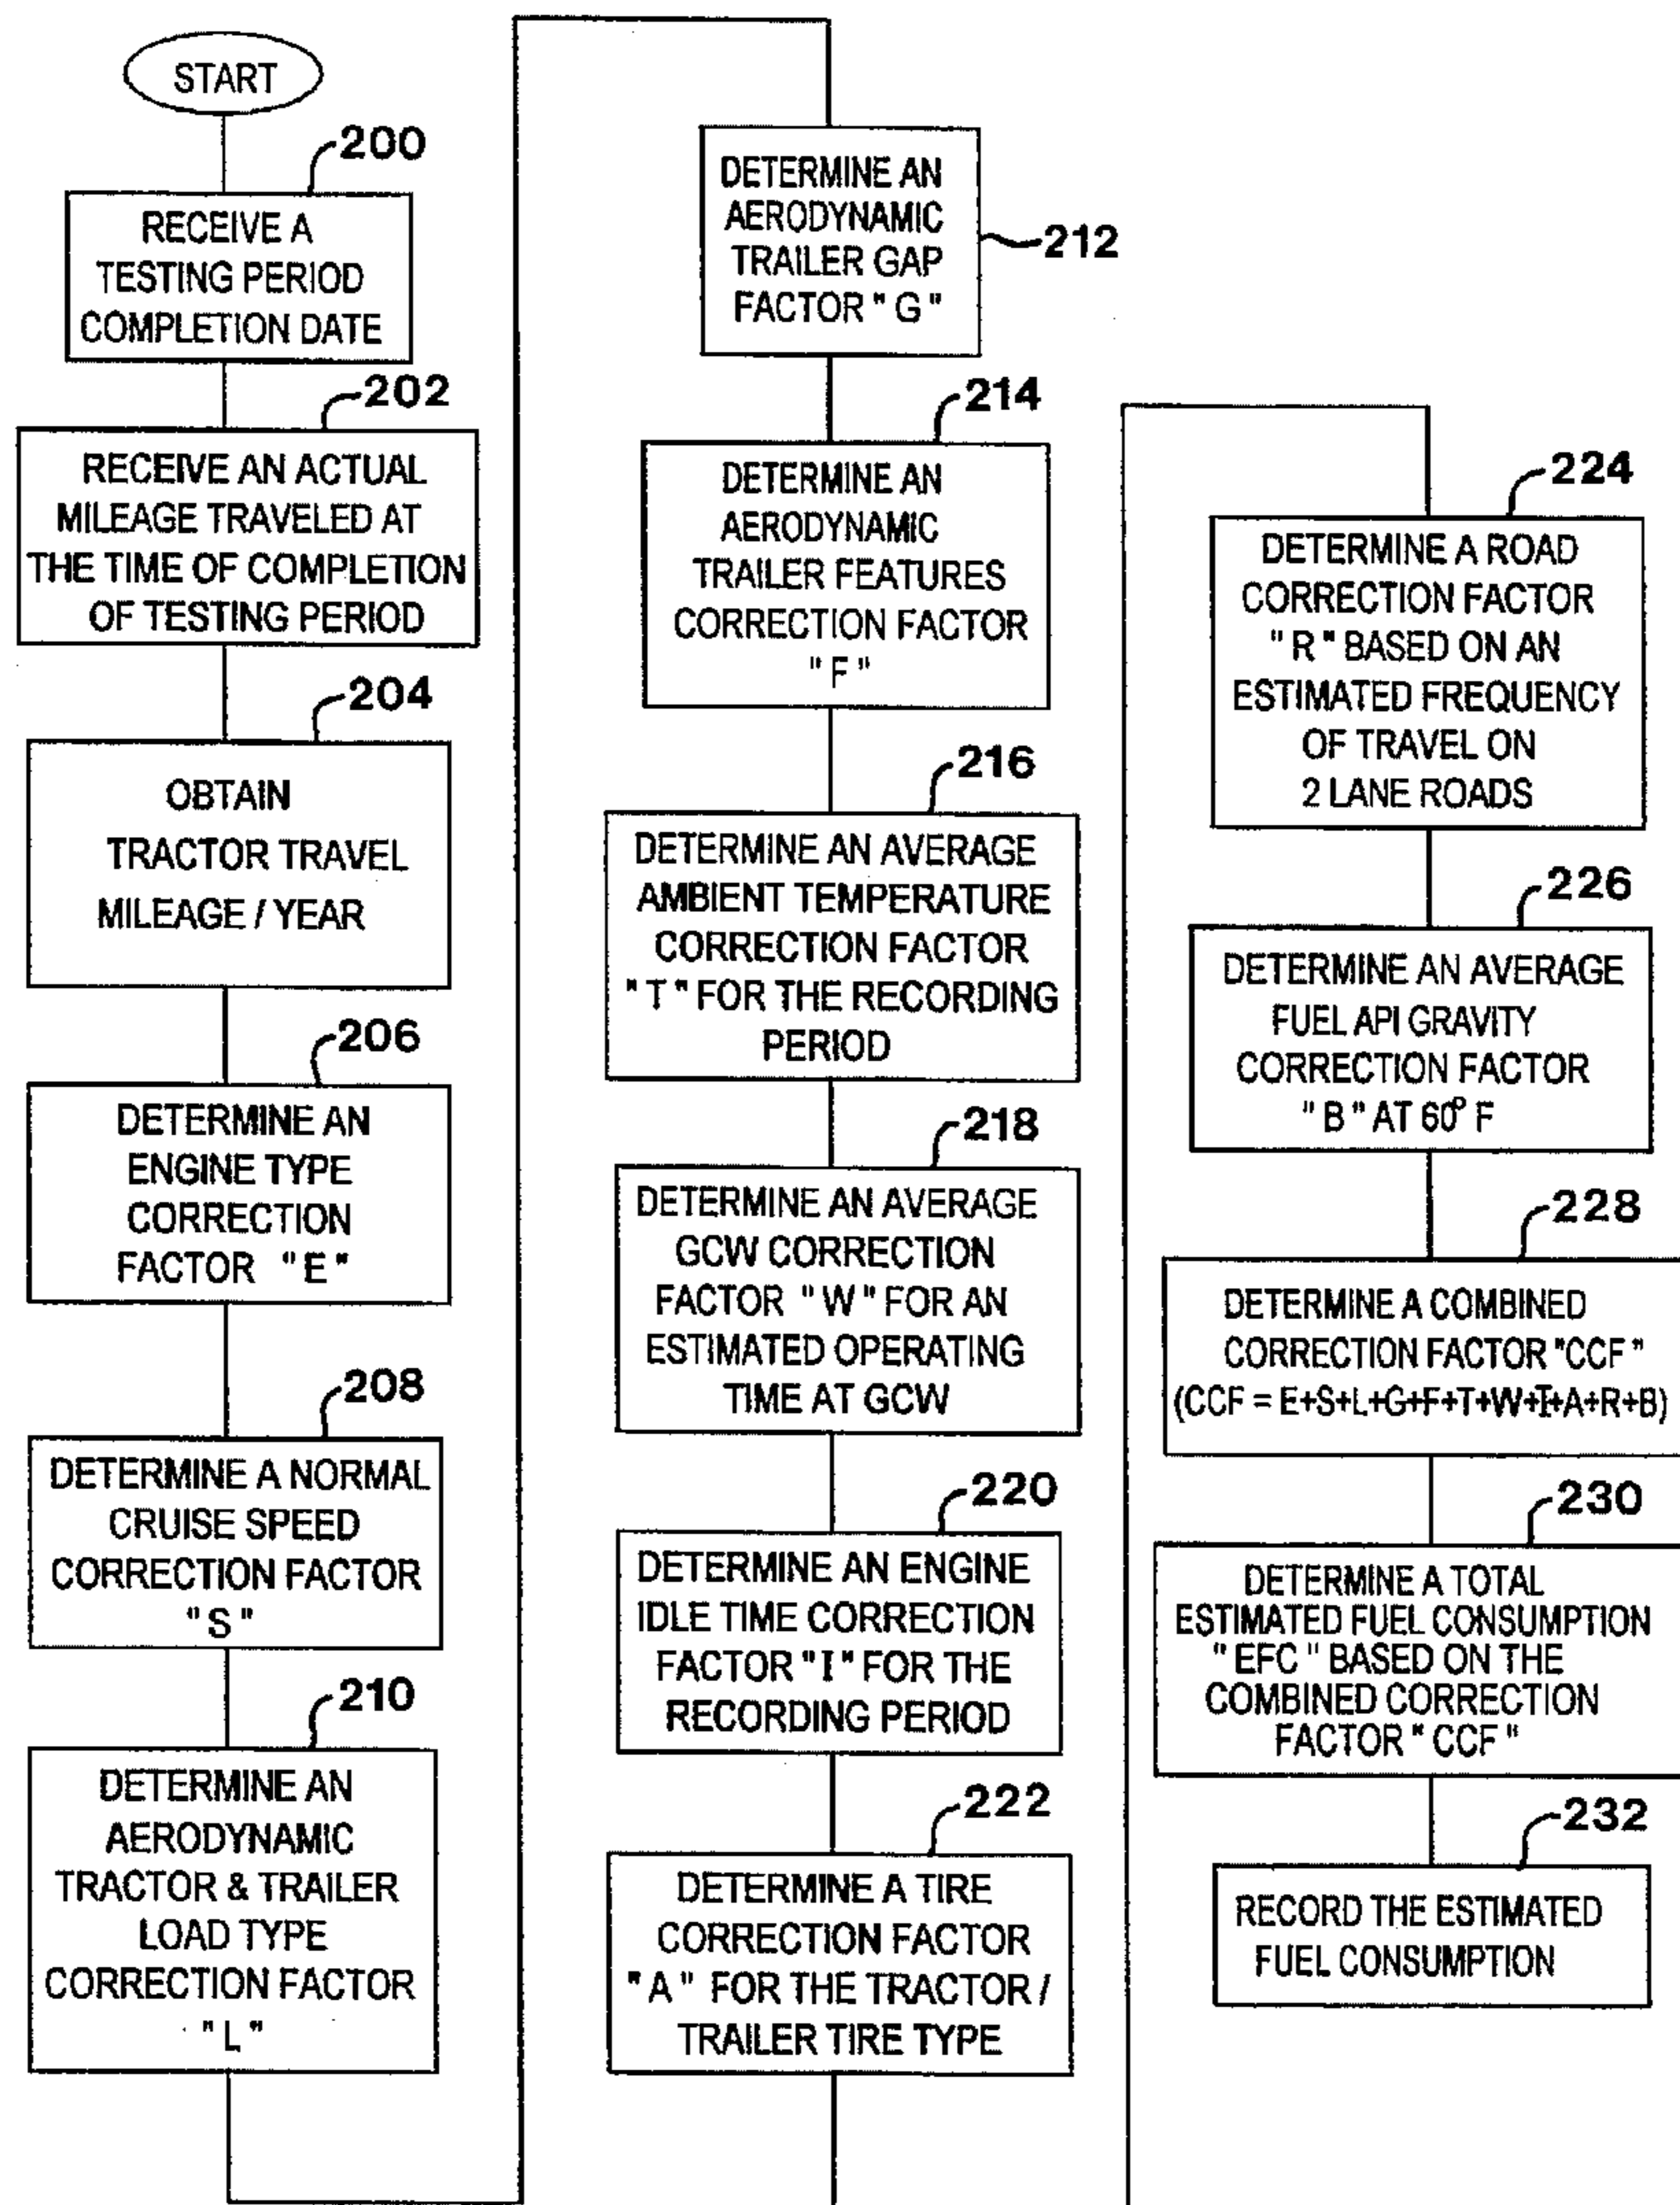 START
200
RECEIVE A
TESTING PERIOD
COMPLETION DATE
202
RECEIVE AN ACTUAL
MILEAGE TRAVELED AT
THE TIME OF COMPLETION
OF TESTING PERIOD
204
OBTAIN
TRACTOR TRAVEL
MILEAGE / YEAR
206
DETERMINE AN
ENGINE TYPE
CORRECTION
FACTOR "E"
208
DETERMINE A NORMAL
CRUISE SPEED
CORRECTION FACTOR
"S"
210
DETERMINE AN
AERODYNAMIC
TRACTOR & TRAILER
LOAD TYPE
CORRECTION FACTOR
"L"
DETERMINE AN
AERODYNAMIC
TRAILER GAP
FACTOR "G"
212
214
DETERMINE AN
AERODYNAMIC
TRAILER FEATURES
CORRECTION FACTOR
"F"
216
DETERMINE AN AVERAGE
AMBIENT TEMPERATURE
CORRECTION FACTOR
"T" FOR THE RECORDING
PERIOD
218
DETERMINE AN AVERAGE
GCW CORRECTION
FACTOR "W" FOR AN
ESTIMATED OPERATING
TIME AT GCW
220
DETERMINE AN ENGINE
IDLE TIME CORRECTION
FACTOR "I" FOR THE
RECORDING PERIOD
222
DETERMINE A TIRE
CORRECTION FACTOR
"A" FOR THE TRACTOR /
TRAILER TIRE TYPE
224
DETERMINE A ROAD
CORRECTION FACTOR
"R" BASED ON AN
ESTIMATED FREQUENCY
OF TRAVEL ON
2 LANE ROADS
226
DETERMINE AN AVERAGE
FUEL API GRAVITY
CORRECTION FACTOR
"B" AT 60° F
228
DETERMINE A COMBINED
CORRECTION FACTOR "CCF"
(CCF = E+S+L+G+F+T+W+I+A+R+B)
230
DETERMINE A TOTAL
ESTIMATED FUEL CONSUMPTION
"EFC" BASED ON THE
COMBINED CORRECTION
FACTOR "CCF"
232
RECORD THE ESTIMATED
FUEL CONSUMPTION